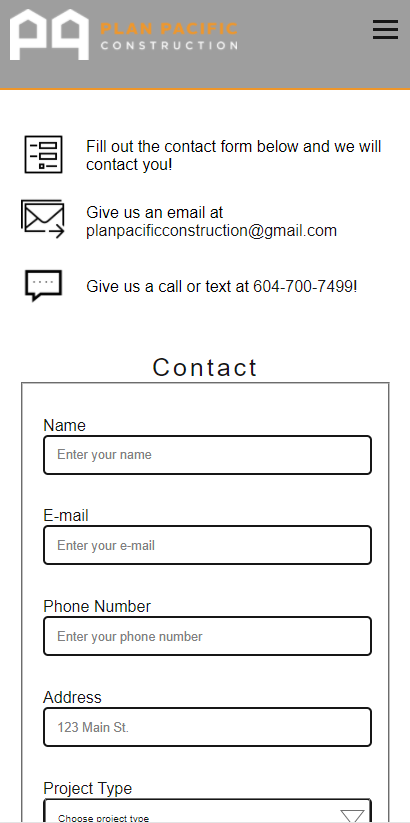 PLAN PACIFIC
CONSTRUCTION
Fill out the contact form below and we will
contact you!
Give us an email at
planpacificconstruction@gmail.com
Give us a call or text at 604-700-7499!
Contact
Name
Enter your name
E-mail
Enter your e-mail
Phone Number
Enter your phone number
Address
123 Main St.
Project Type
Choose project type